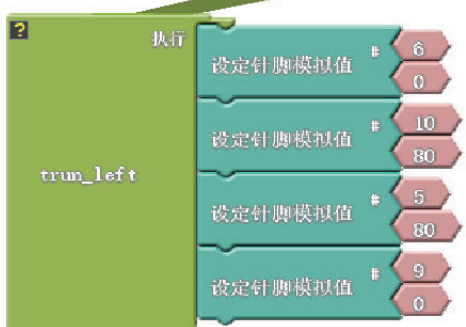 ?
执行
trun_left
设定针脚模拟值 # 6
0
设定针脚模拟值 # 10
80
设定针脚模拟值 # 5
80
设定针脚模拟值 # 9
0